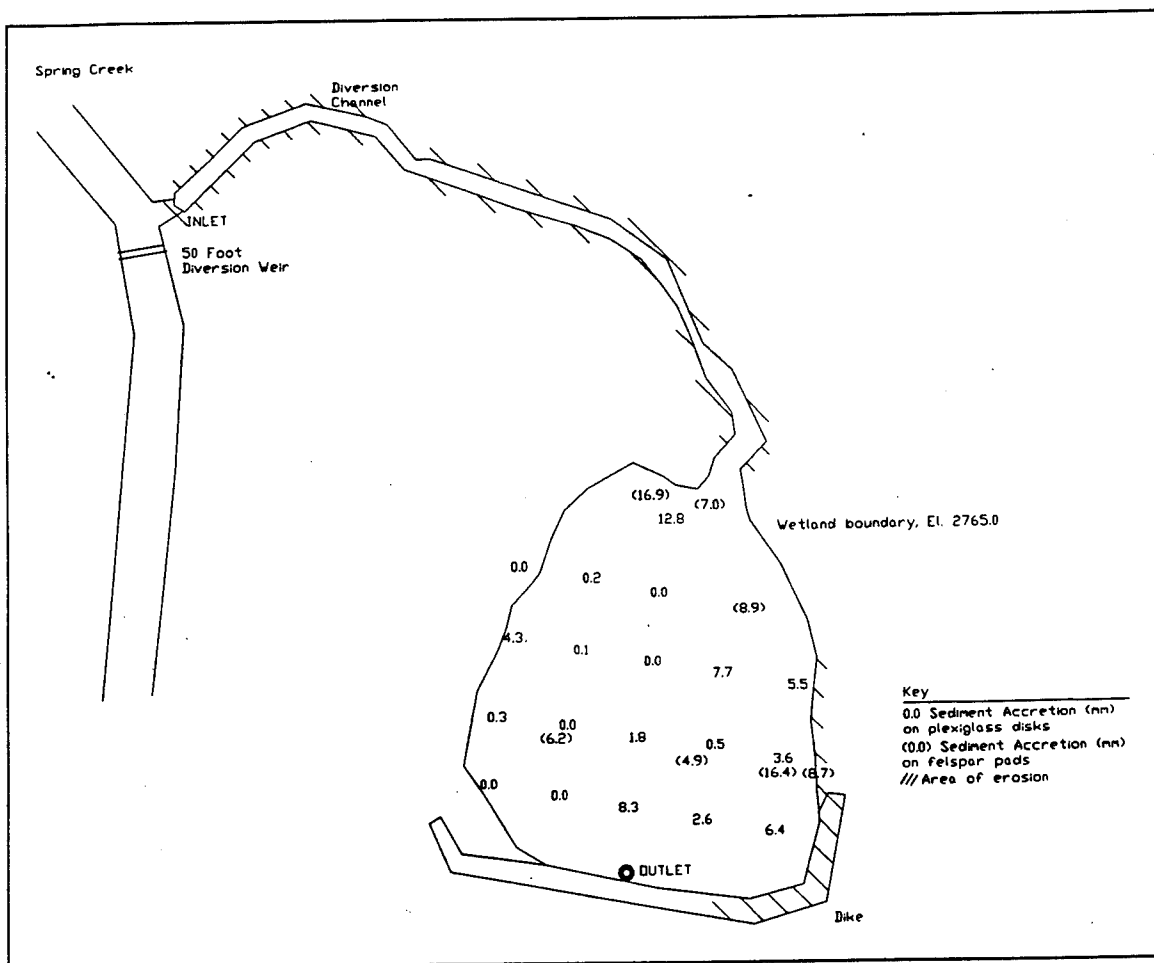 Spring Creek
Diversion
Channel
INLET
50 Foot
Diversion Weir
(16.9)
(7.0)
12.8
Wetland boundary, El. 2765.0
0.0
0.2
0.0
(8.9)
4.3
0.1
0.0
7.7
5.5
Key
0.0 Sediment Accretion (mm)
on plexiglass disks
(0.0) Sediment Accretion (mm)
on felspar pads
/// Area of erosion
0.3
0.0
(6.2)
1.8
0.5
(4.9)
3.6
(16.4)
(8.7)
0.0
0.0
8.3
2.6
6.4
OUTLET
Dike